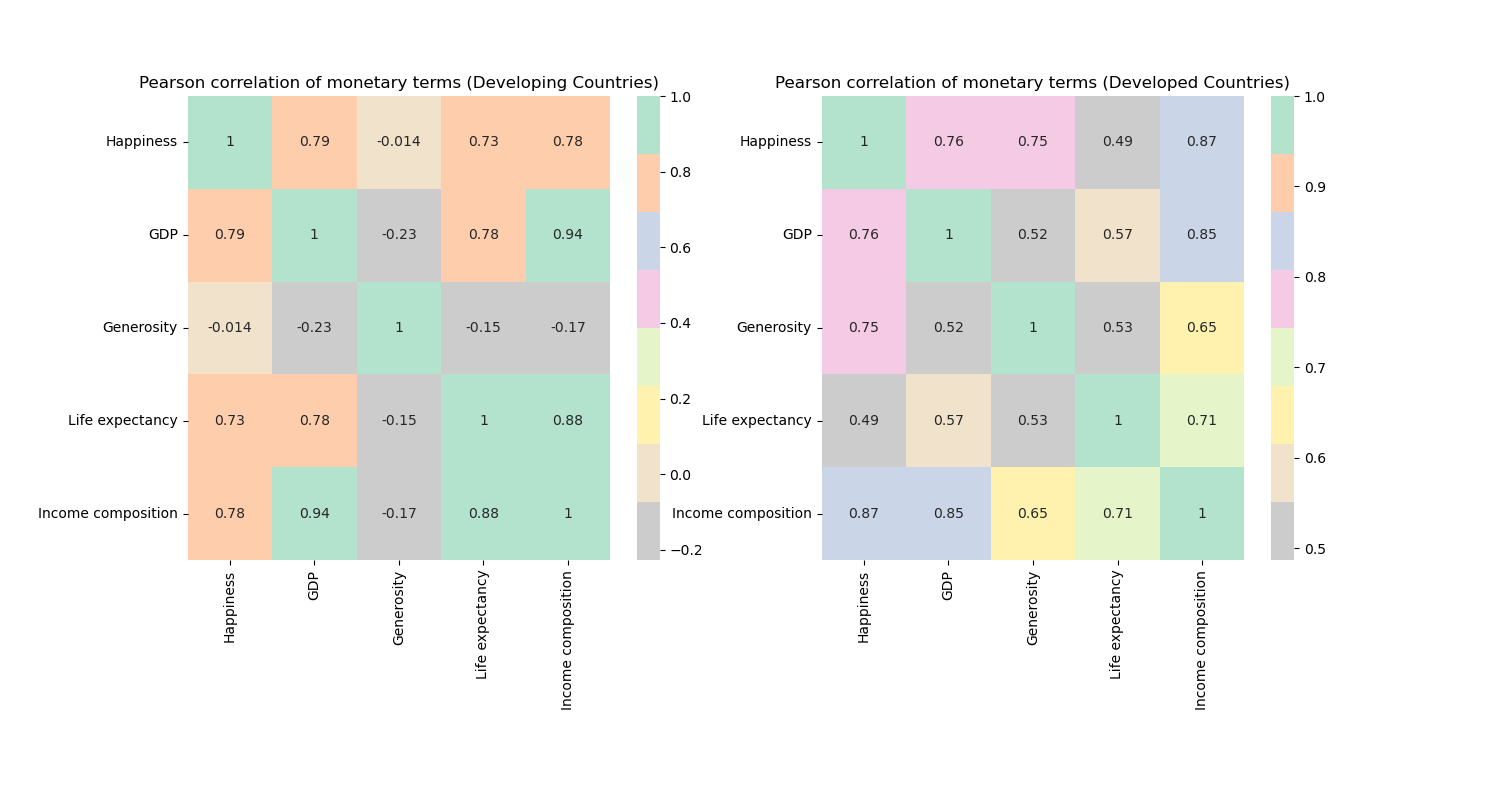 Pearson correlation of monetary terms (Developing Countries)
Happiness 1 0.79 -0.014 0.73 0.78
GDP 0.79 1 -0.23 0.78 0.94
Generosity -0.014 -0.23 1 -0.15 -0.17
Life expectancy 0.73 0.78 -0.15 1 0.88
Income composition 0.78 0.94 -0.17 0.88 1
Happiness
GDP
Generosity
Life expectancy
Income composition
1.0
0.8
0.6
0.4
0.2
0.0
−0.2
Pearson correlation of monetary terms (Developed Countries)
Happiness 1 0.76 0.75 0.49 0.87
GDP 0.76 1 0.52 0.57 0.85
Generosity 0.75 0.52 1 0.53 0.65
Life expectancy 0.49 0.57 0.53 1 0.71
Income composition 0.87 0.85 0.65 0.71 1
Happiness
GDP
Generosity
Life expectancy
Income composition
1.0
0.9
0.8
0.7
0.6
0.5